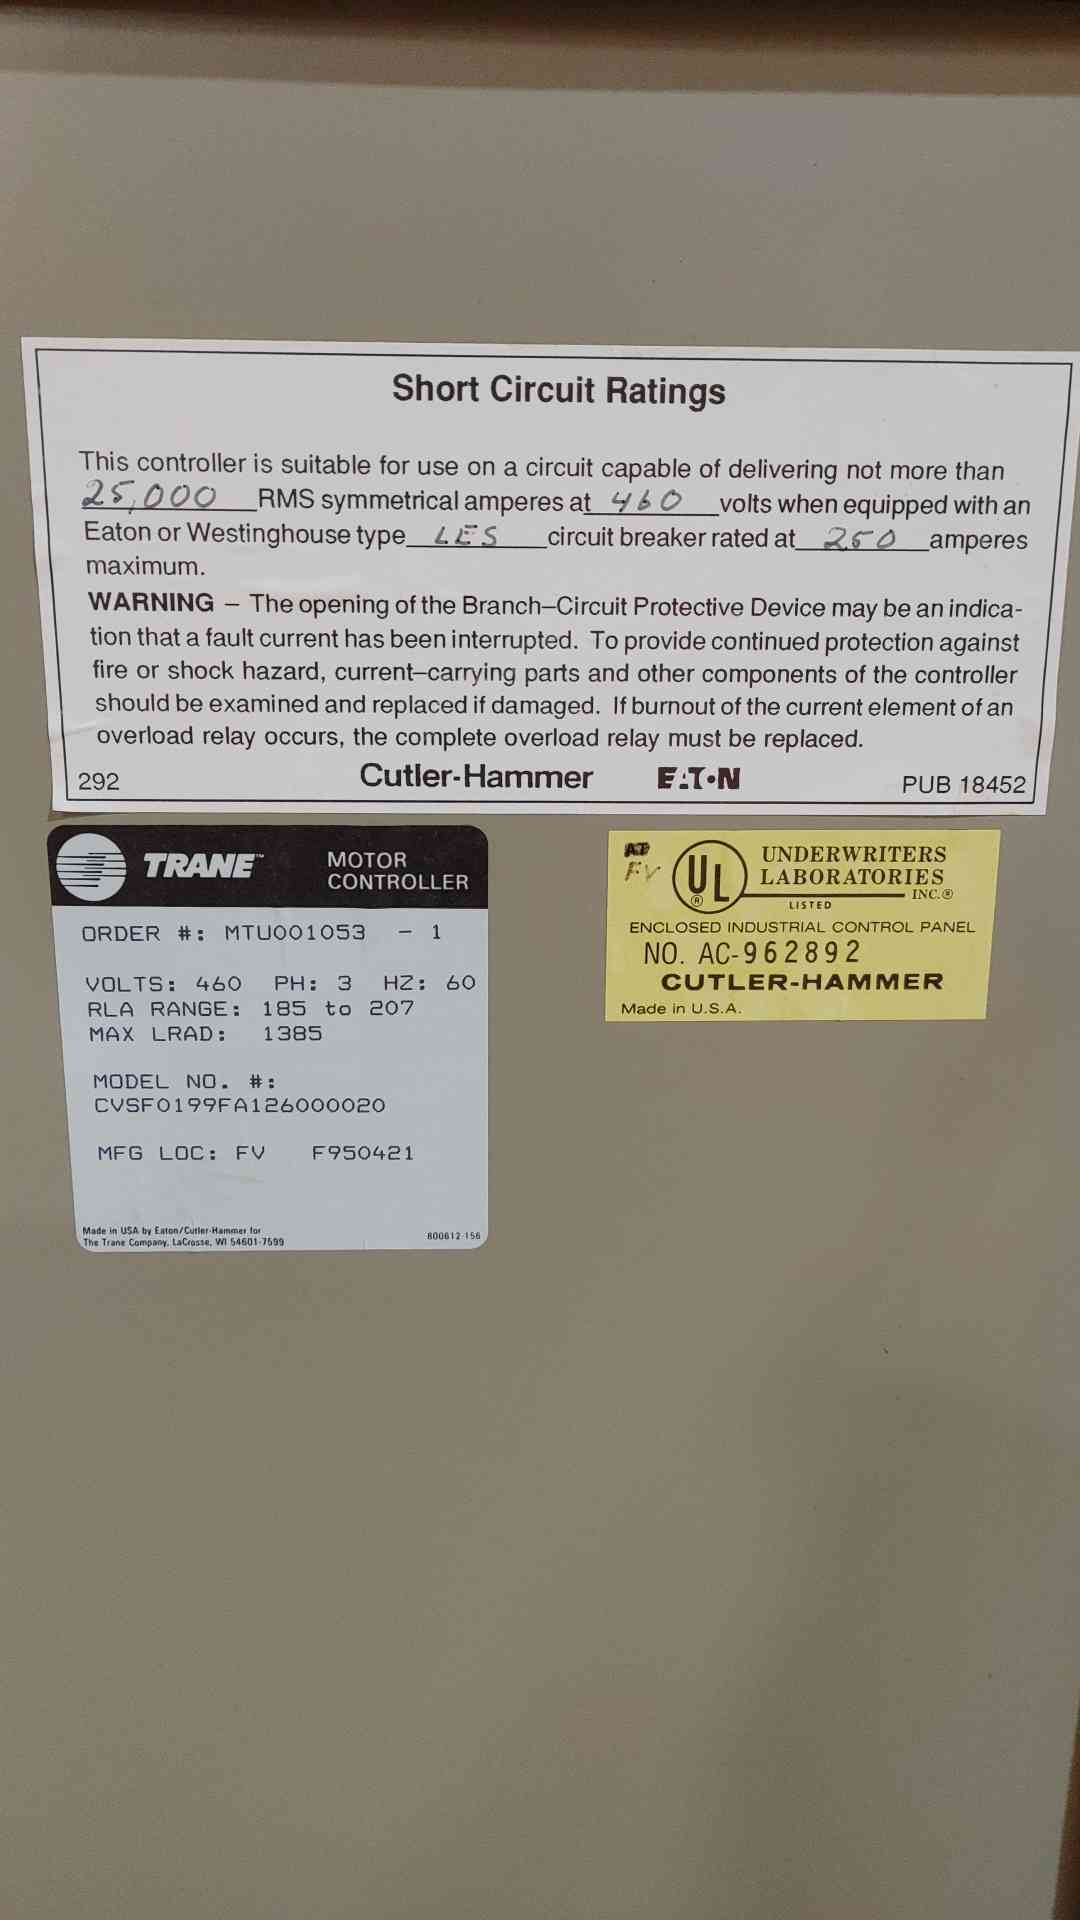 Short Circuit Ratings
This controller is suitable for use on a circuit capable of delivering not more than
25,000 RMS symmetrical amperes at 460 volts when equipped with an
Eaton or Westinghouse type LES circuit breaker rated at 250 amperes
maximum.
WARNING – The opening of the Branch–Circuit Protective Device may be an indica-
tion that a fault current has been interrupted. To provide continued protection against
fire or shock hazard, current–carrying parts and other components of the controller
should be examined and replaced if damaged. If burnout of the current element of an
overload relay occurs, the complete overload relay must be replaced.
292 Cutler-Hammer EATON PUB 18452
TRANE™ MOTOR
CONTROLLER
ORDER #: MTU001053 - 1
VOLTS: 460 PH: 3 HZ: 60
RLA RANGE: 185 to 207
MAX LRAD: 1385
MODEL NO. #:
CVSF0199FA126000020
MFG LOC: FV F950421
Made in USA by Eaton/Cutler-Hammer for
The Trane Company, LaCrosse, WI 54601-7599
800612-156
AT
FV
UL ®
UNDERWRITERS
LABORATORIES
INC.®
LISTED
ENCLOSED INDUSTRIAL CONTROL PANEL
NO. AC-962892
CUTLER-HAMMER
Made in U.S.A.